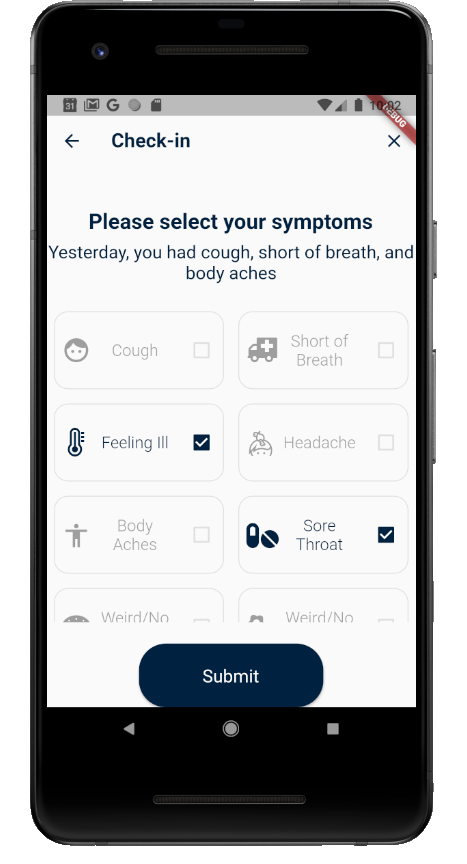 31 G 10:02
DEBUG
Check-in
Please select your symptoms
Yesterday, you had cough, short of breath, and
body aches
Cough
Short of
Breath
Feeling Ill
Headache
Body
Aches
Sore
Throat
Weird/No
Weird/No
Submit